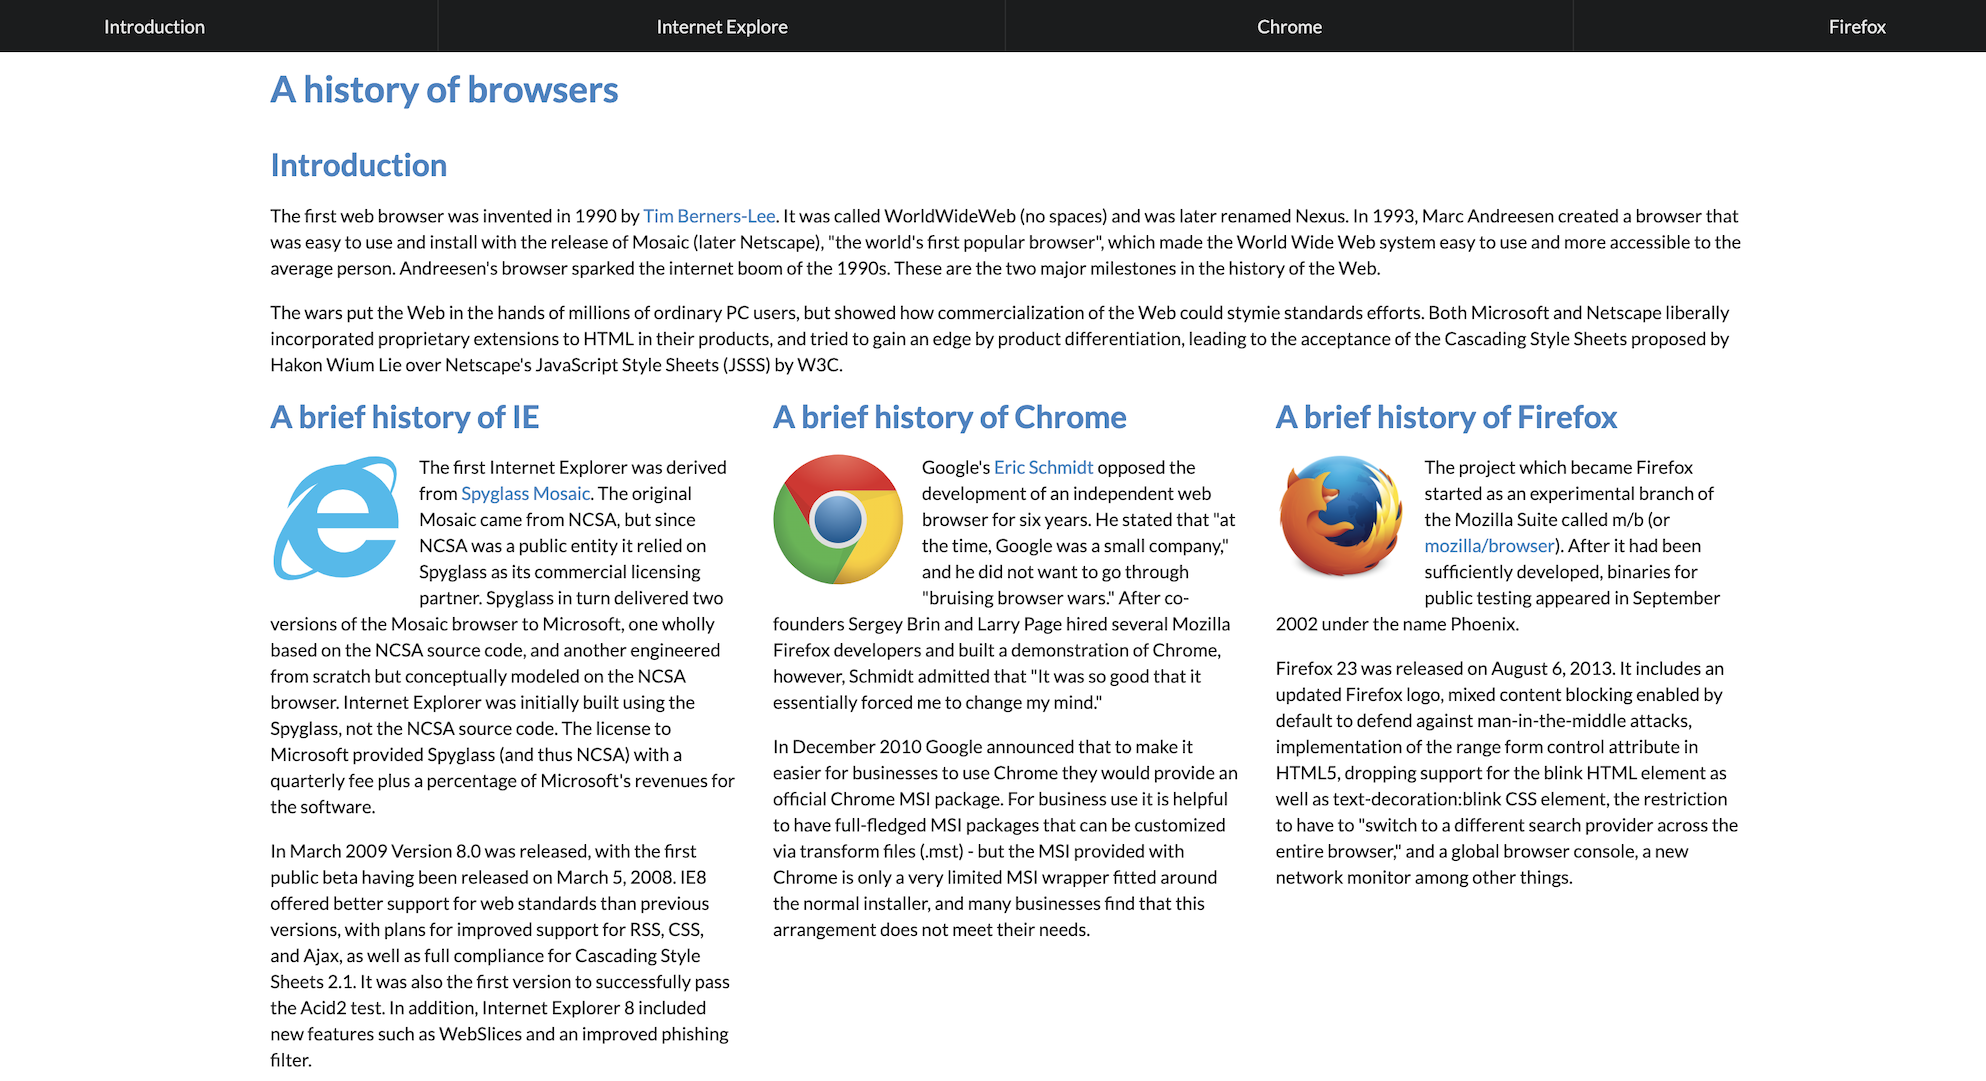 Introduction
Internet Explore
Chrome
Firefox
A history of browsers
Introduction
The first web browser was invented in 1990 by Tim Berners-Lee. It was called WorldWideWeb (no spaces) and was later renamed Nexus. In 1993, Marc Andreesen created a browser that
was easy to use and install with the release of Mosaic (later Netscape), "the world's first popular browser", which made the World Wide Web system easy to use and more accessible to the
average person. Andreesen's browser sparked the internet boom of the 1990s. These are the two major milestones in the history of the Web.
The wars put the Web in the hands of millions of ordinary PC users, but showed how commercialization of the Web could stymie standards efforts. Both Microsoft and Netscape liberally
incorporated proprietary extensions to HTML in their products, and tried to gain an edge by product differentiation, leading to the acceptance of the Cascading Style Sheets proposed by
Hakon Wium Lie over Netscape's JavaScript Style Sheets (JSSS) by W3C.
A brief history of IE
The first Internet Explorer was derived
from Spyglass Mosaic. The original
Mosaic came from NCSA, but since
NCSA was a public entity it relied on
Spyglass as its commercial licensing
partner. Spyglass in turn delivered two
versions of the Mosaic browser to Microsoft, one wholly
based on the NCSA source code, and another engineered
from scratch but conceptually modeled on the NCSA
browser. Internet Explorer was initially built using the
Spyglass, not the NCSA source code. The license to
Microsoft provided Spyglass (and thus NCSA) with a
quarterly fee plus a percentage of Microsoft's revenues for
the software.
In March 2009 Version 8.0 was released, with the first
public beta having been released on March 5, 2008. IE8
offered better support for web standards than previous
versions, with plans for improved support for RSS, CSS,
and Ajax, as well as full compliance for Cascading Style
Sheets 2.1. It was also the first version to successfully pass
the Acid2 test. In addition, Internet Explorer 8 included
new features such as WebSlices and an improved phishing
filter.
A brief history of Chrome
Google's Eric Schmidt opposed the
development of an independent web
browser for six years. He stated that "at
the time, Google was a small company,"
and he did not want to go through
"bruising browser wars." After co-
founders Sergey Brin and Larry Page hired several Mozilla
Firefox developers and built a demonstration of Chrome,
however, Schmidt admitted that "It was so good that it
essentially forced me to change my mind."
In December 2010 Google announced that to make it
easier for businesses to use Chrome they would provide an
official Chrome MSI package. For business use it is helpful
to have full-fledged MSI packages that can be customized
via transform files (.mst) - but the MSI provided with
Chrome is only a very limited MSI wrapper fitted around
the normal installer, and many businesses find that this
arrangement does not meet their needs.
A brief history of Firefox
The project which became Firefox
started as an experimental branch of
the Mozilla Suite called m/b (or
mozilla/browser). After it had been
sufficiently developed, binaries for
public testing appeared in September
2002 under the name Phoenix.
Firefox 23 was released on August 6, 2013. It includes an
updated Firefox logo, mixed content blocking enabled by
default to defend against man-in-the-middle attacks,
implementation of the range form control attribute in
HTML5, dropping support for the blink HTML element as
well as text-decoration:blink CSS element, the restriction
to have to "switch to a different search provider across the
entire browser," and a global browser console, a new
network monitor among other things.